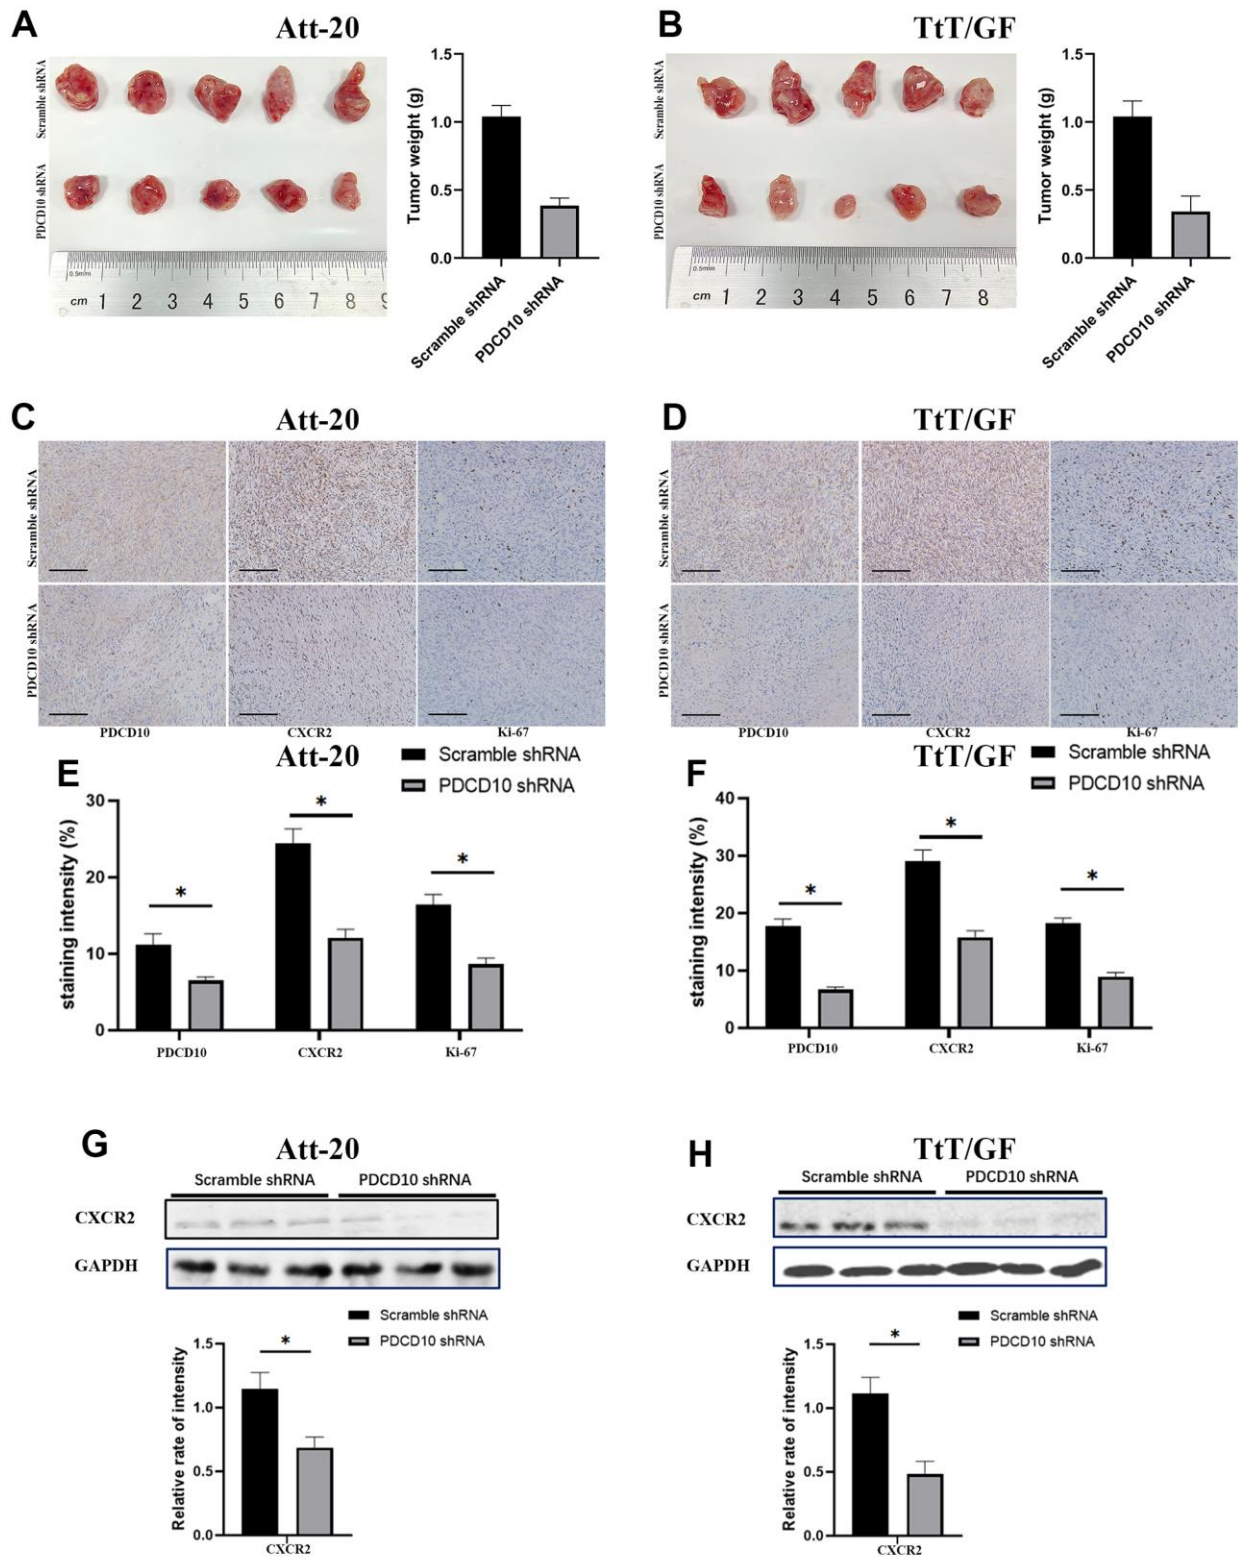 A
Att-20
Scramble shRNA
PDCD10 shRNA
0.5mm
cm 1 2 3 4 5 6 7 8 9
Tumor weight (g)
1.5
1.0
0.5
0.0
Scramble shRNA
PDCD10 shRNA
B
TtT/GF
Scramble shRNA
PDCD10 shRNA
0.5mm
cm 1 2 3 4 5 6 7 8
Tumor weight (g)
1.5
1.0
0.5
0.0
Scramble shRNA
PDCD10 shRNA
C
Att-20
Scramble shRNA
PDCD10 shRNA
PDCD10 CXCR2 Ki-67
D
TtT/GF
Scramble shRNA
PDCD10 shRNA
PDCD10 CXCR2 Ki-67
E
Att-20
Scramble shRNA
PDCD10 shRNA
staining intensity (%)
30
20
10
0
* * *
PDCD10 CXCR2 Ki-67
F
TtT/GF
Scramble shRNA
PDCD10 shRNA
staining intensity (%)
40
30
20
10
0
* * *
PDCD10 CXCR2 Ki-67
G
Att-20
Scramble shRNA PDCD10 shRNA
CXCR2
GAPDH
Scramble shRNA
PDCD10 shRNA
Relative rate of intensity
1.5
1.0
0.5
0.0
*
CXCR2
H
TtT/GF
Scramble shRNA PDCD10 shRNA
CXCR2
GAPDH
Scramble shRNA
PDCD10 shRNA
Relative rate of intensity
1.5
1.0
0.5
0.0
*
CXCR2